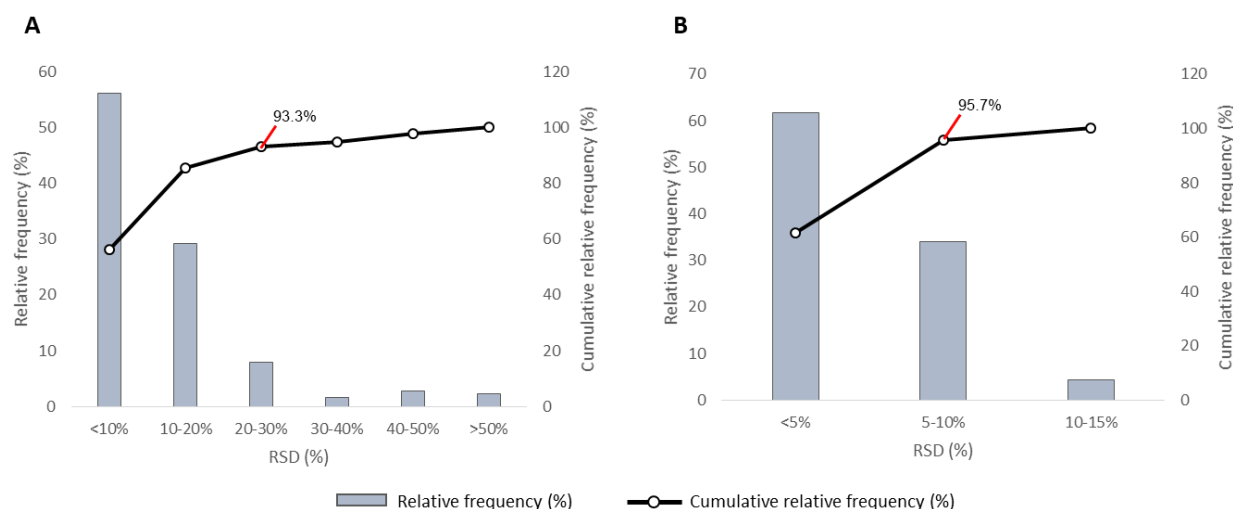 A
Relative frequency (%)
60
50
40
30
20
10
0
93.3%
120
100
80
60
40
20
0
Cumulative relative frequency (%)
<10% 10-20% 20-30% 30-40% 40-50% >50%
RSD (%)
B
Relative frequency (%)
70
60
50
40
30
20
10
0
95.7%
120
100
80
60
40
20
0
Cumulative relative frequency (%)
<5% 5-10% 10-15%
RSD (%)
Relative frequency (%) Cumulative relative frequency (%)